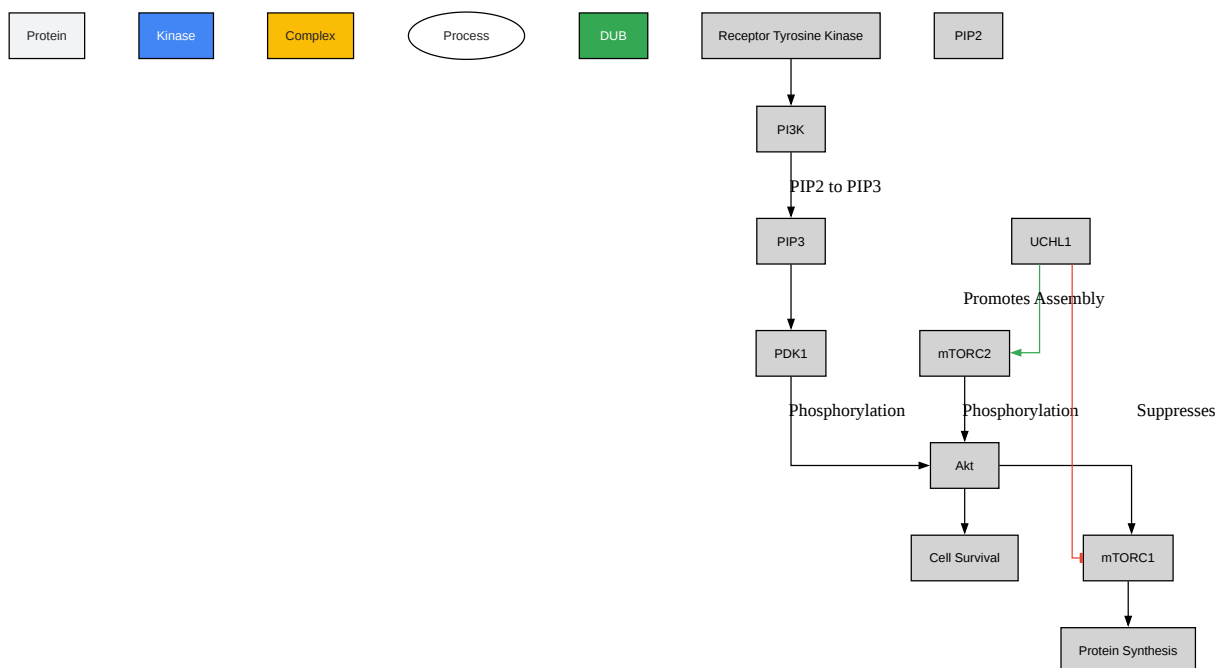 Protein
Kinase
Complex
Process
DUB
Receptor Tyrosine Kinase
PIP2
PI3K
PIP2 to PIP3
PIP3
UCHL1
Promotes Assembly
PDK1
mTORC2
Phosphorylation
Phosphorylation
Suppresses
Akt
Cell Survival
mTORC1
Protein Synthesis